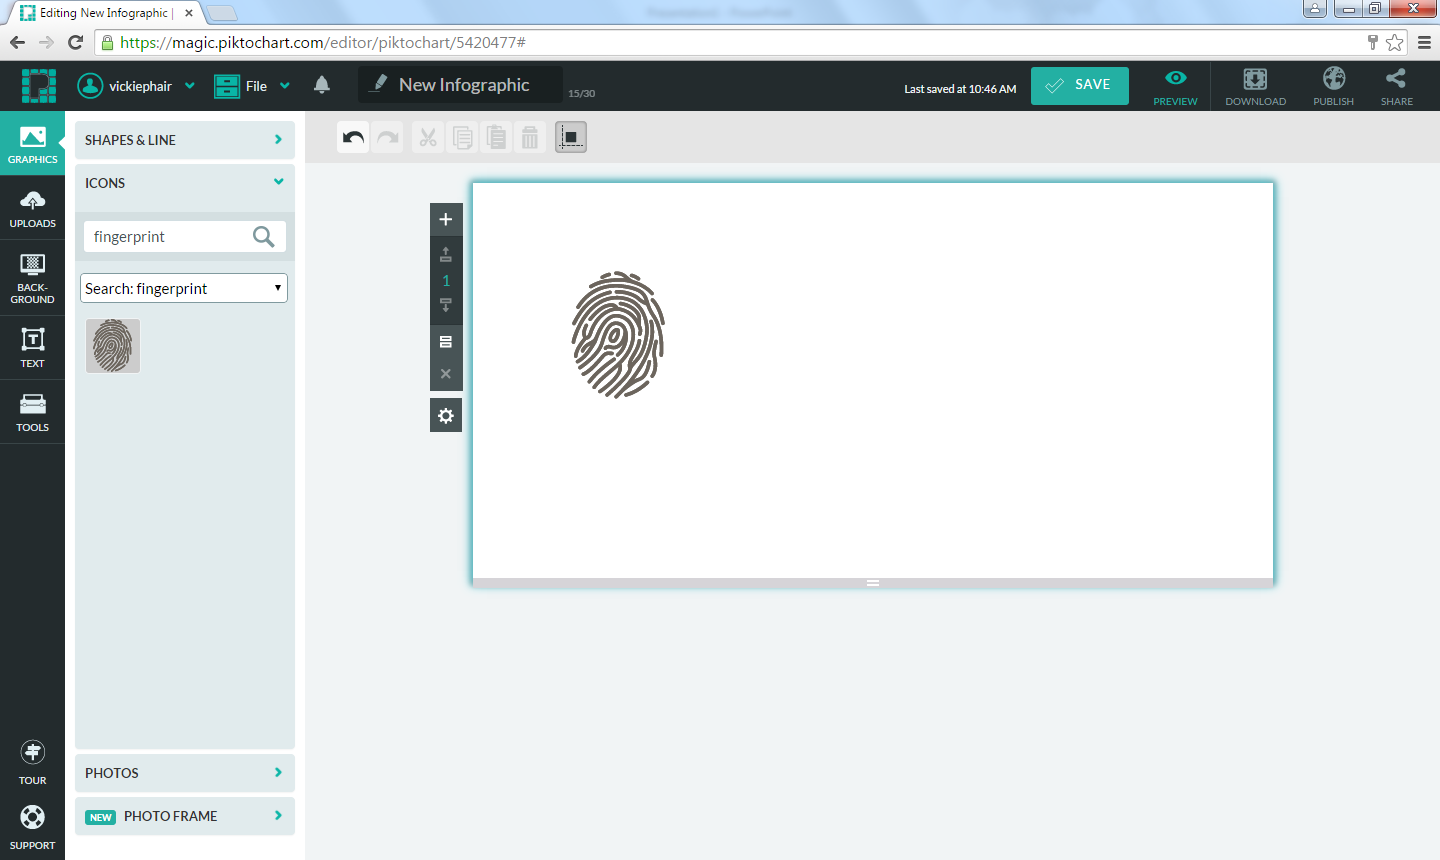 Editing New Infographic |
https://magic.piktochart.com/editor/piktochart/5420477#
vickiephair
File
New Infographic
15/30
Last saved at 10:46 AM
SAVE
PREVIEW
DOWNLOAD
PUBLISH
SHARE
GRAPHICS
UPLOADS
BACK-
GROUND
TEXT
TOOLS
TOUR
SUPPORT
SHAPES & LINE
ICONS
fingerprint
Search: fingerprint
PHOTOS
NEW PHOTO FRAME
1